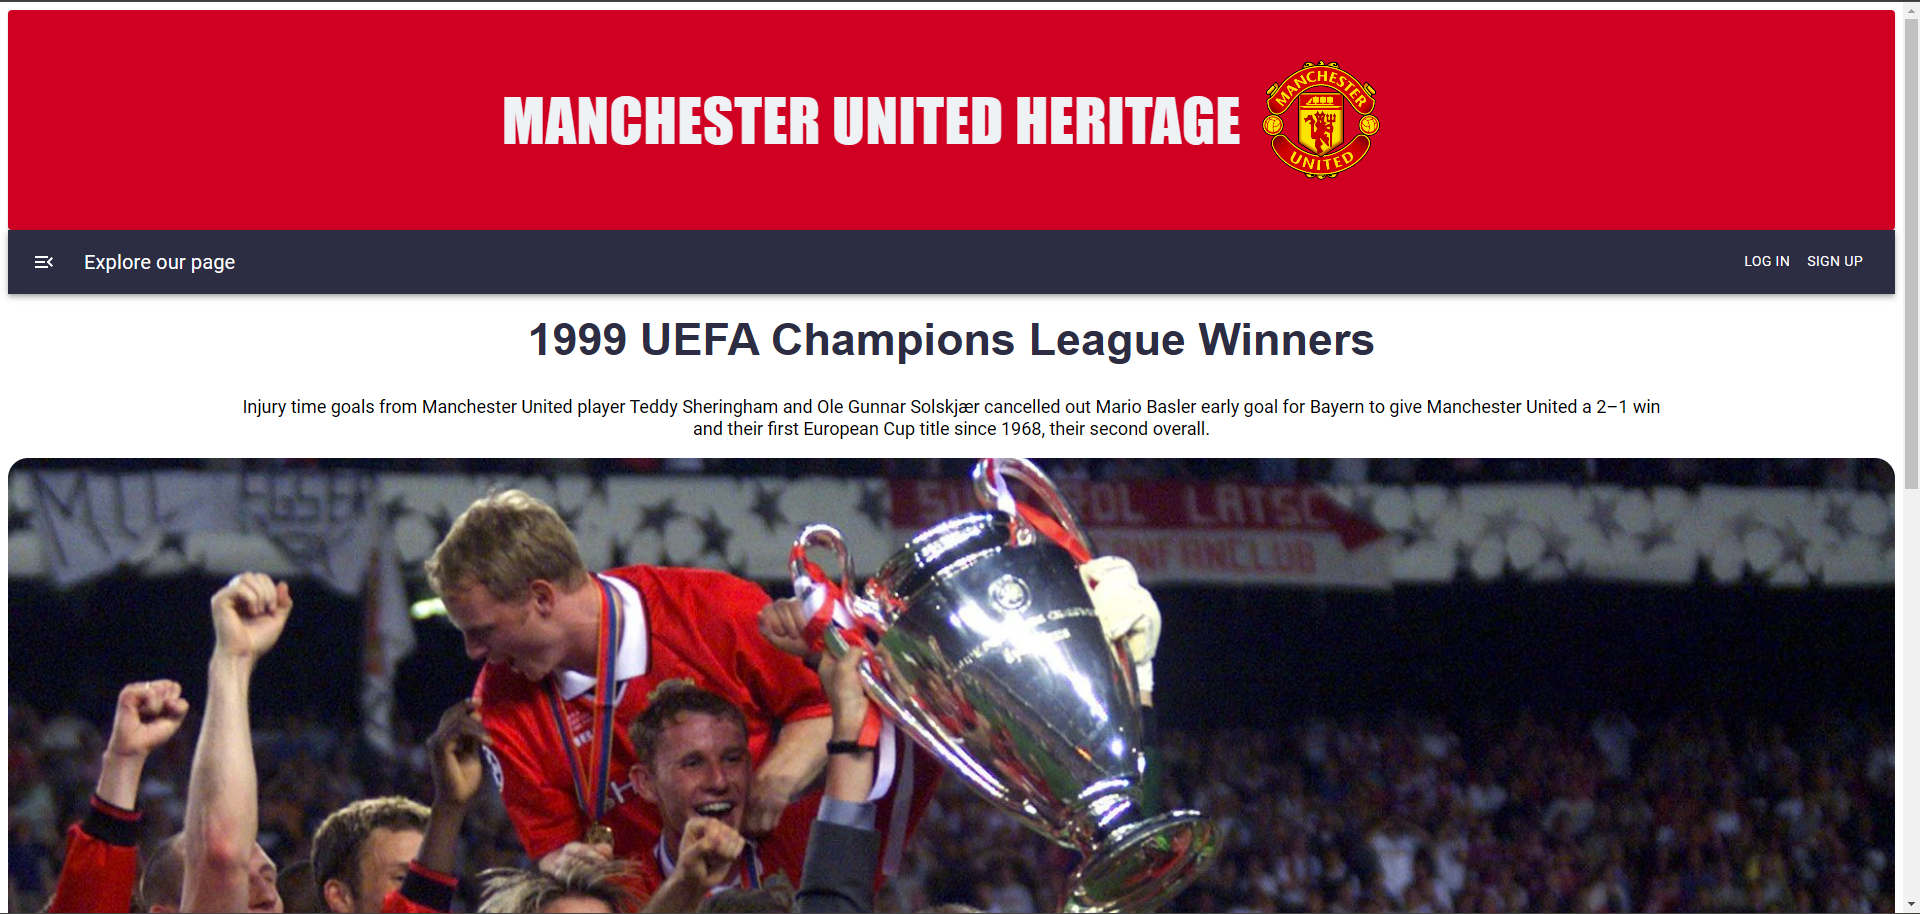 MANCHESTER UNITED HERITAGE
MANCHESTER
UNITED
Explore our page
LOG IN
SIGN UP
1999 UEFA Champions League Winners
Injury time goals from Manchester United player Teddy Sheringham and Ole Gunnar Solskjær cancelled out Mario Basler early goal for Bayern to give Manchester United a 2–1 win
and their first European Cup title since 1968, their second overall.
LATSC
FANCLUB